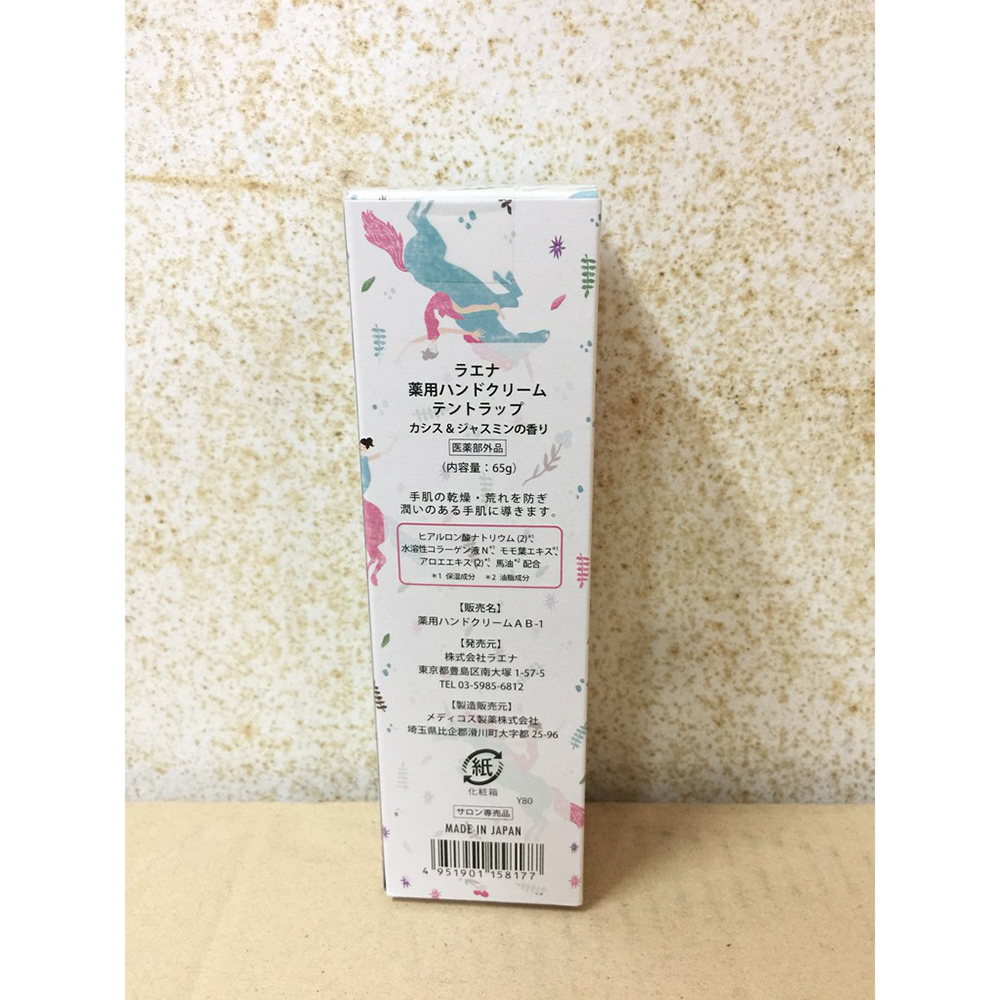 ラエナ
薬用ハンドクリーム
テントラップ
カシス&ジャスミンの香り
医薬部外品
(内容量:65g)
手肌の乾燥・荒れを防ぎ
潤いのある手肌に導きます。
ヒアルロン酸ナトリウム(2)*1、
水溶性コラーゲン液N*1、モモ葉エキス*1、
アロエエキス(2)*1、馬油*2配合
*1 保湿成分 *2 油脂成分
【販売名】
薬用ハンドクリームAB-1
【発売元】
株式会社ラエナ
東京都豊島区南大塚1-57-5
TEL 03-5985-6812
【製造販売元】
メディコス製薬株式会社
埼玉県比企郡滑川町大字都25-96
紙
化粧箱
Y80
サロン専売品
MADE IN JAPAN
4 951901 158177